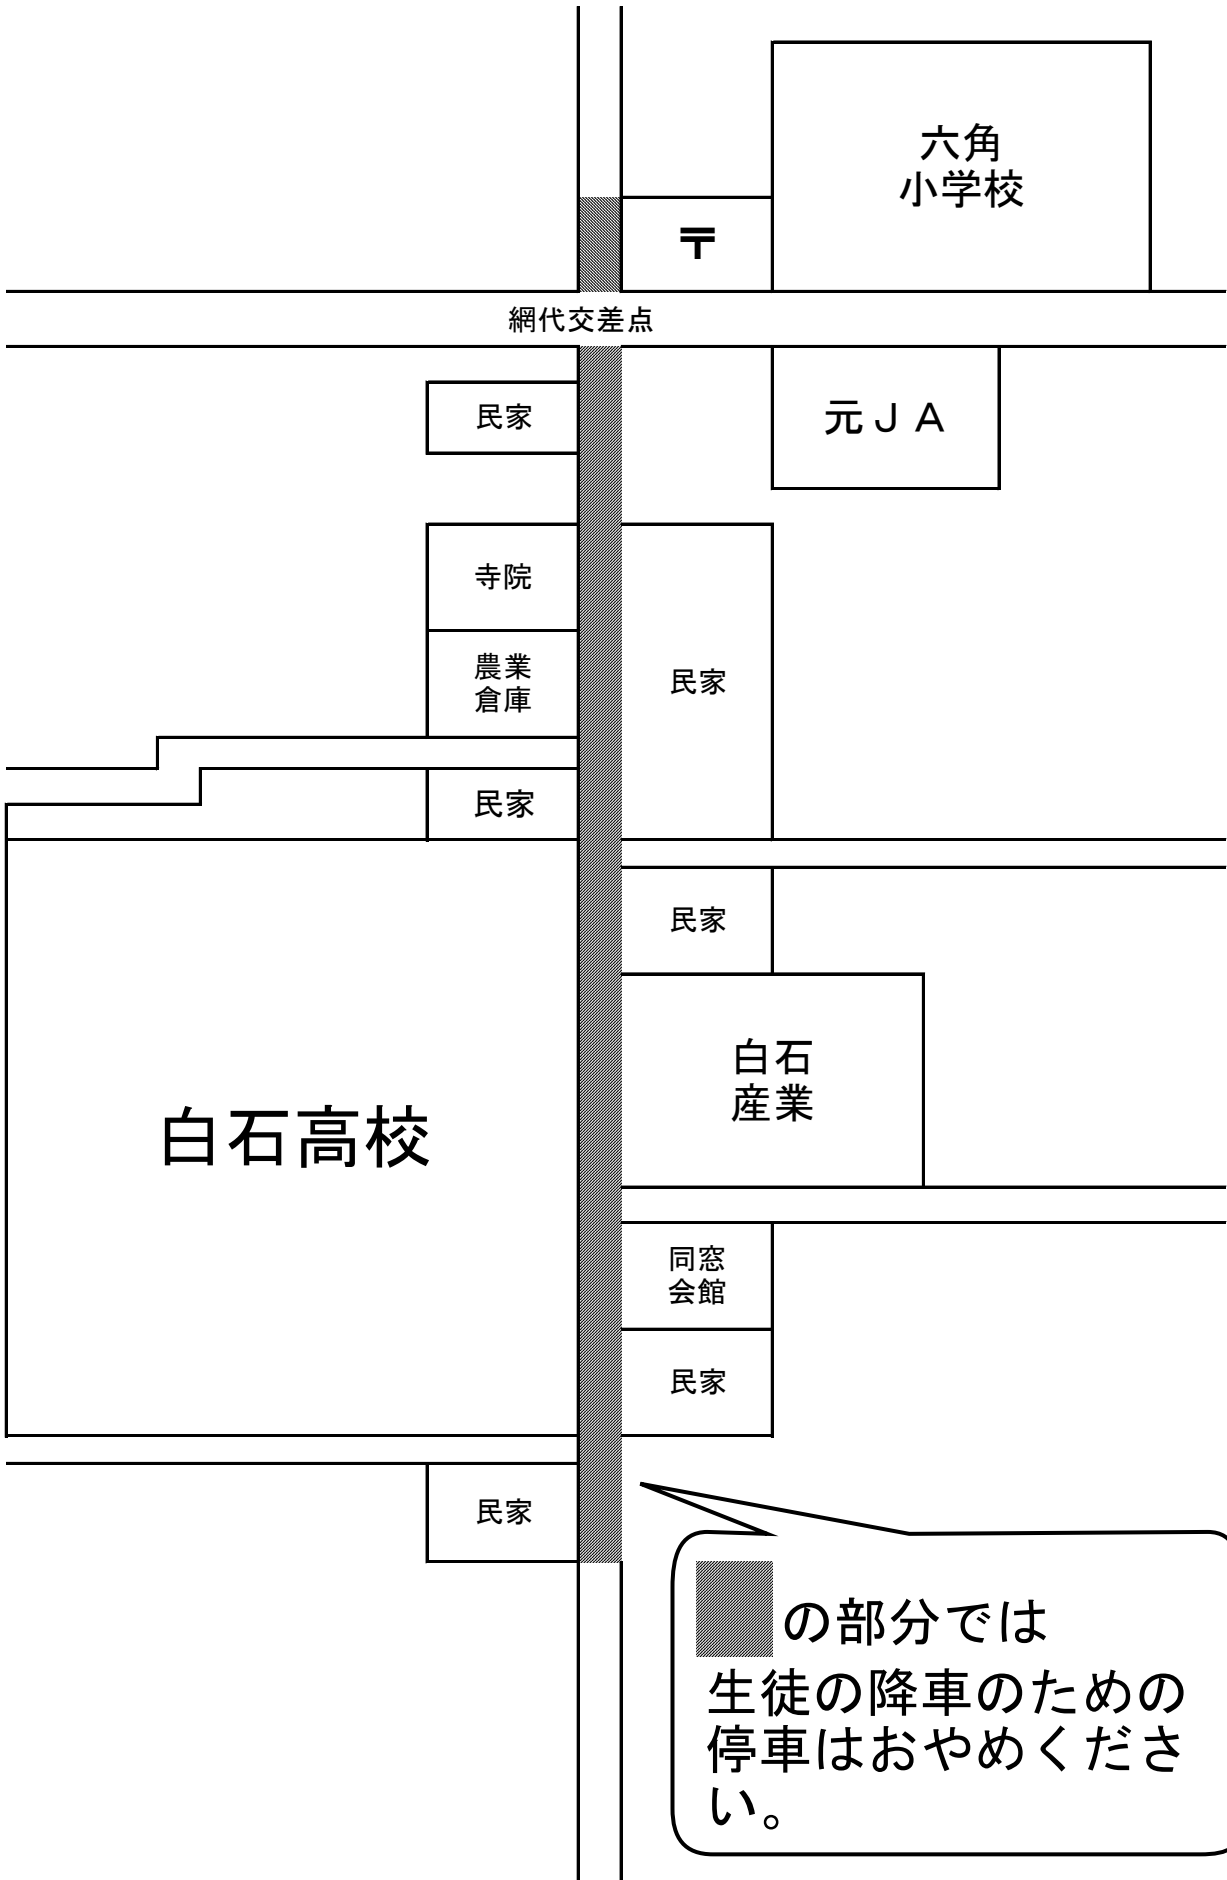 六角
小学校
〒
網代交差点
民家
元ＪＡ
寺院
農業
倉庫
民家
民家
民家
白石
産業
白石高校
同窓
会館
民家
民家
の部分では
生徒の降車のための
停車はおやめくださ
い。